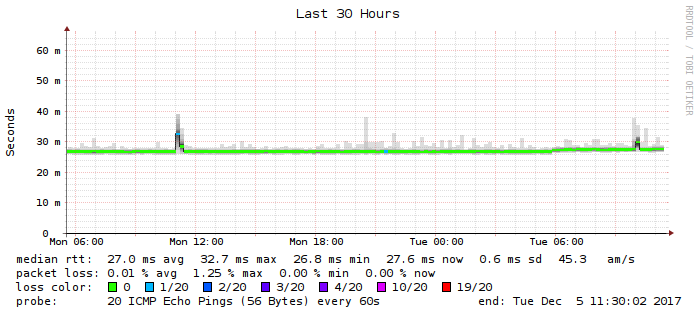 Last 30 Hours
RRDTOOL / TOBI OETIKER
Seconds
60 m
50 m
40 m
30 m
20 m
10 m
0
Mon 06:00 Mon 12:00 Mon 18:00 Tue 00:00 Tue 06:00
median rtt: 27.0 ms avg 32.7 ms max 26.8 ms min 27.6 ms now 0.6 ms sd 45.3 am/s
packet loss: 0.01 % avg 1.25 % max 0.00 % min 0.00 % now
loss color: 0 1/20 2/20 3/20 4/20 10/20 19/20
probe: 20 ICMP Echo Pings (56 Bytes) every 60s end: Tue Dec 5 11:30:02 2017